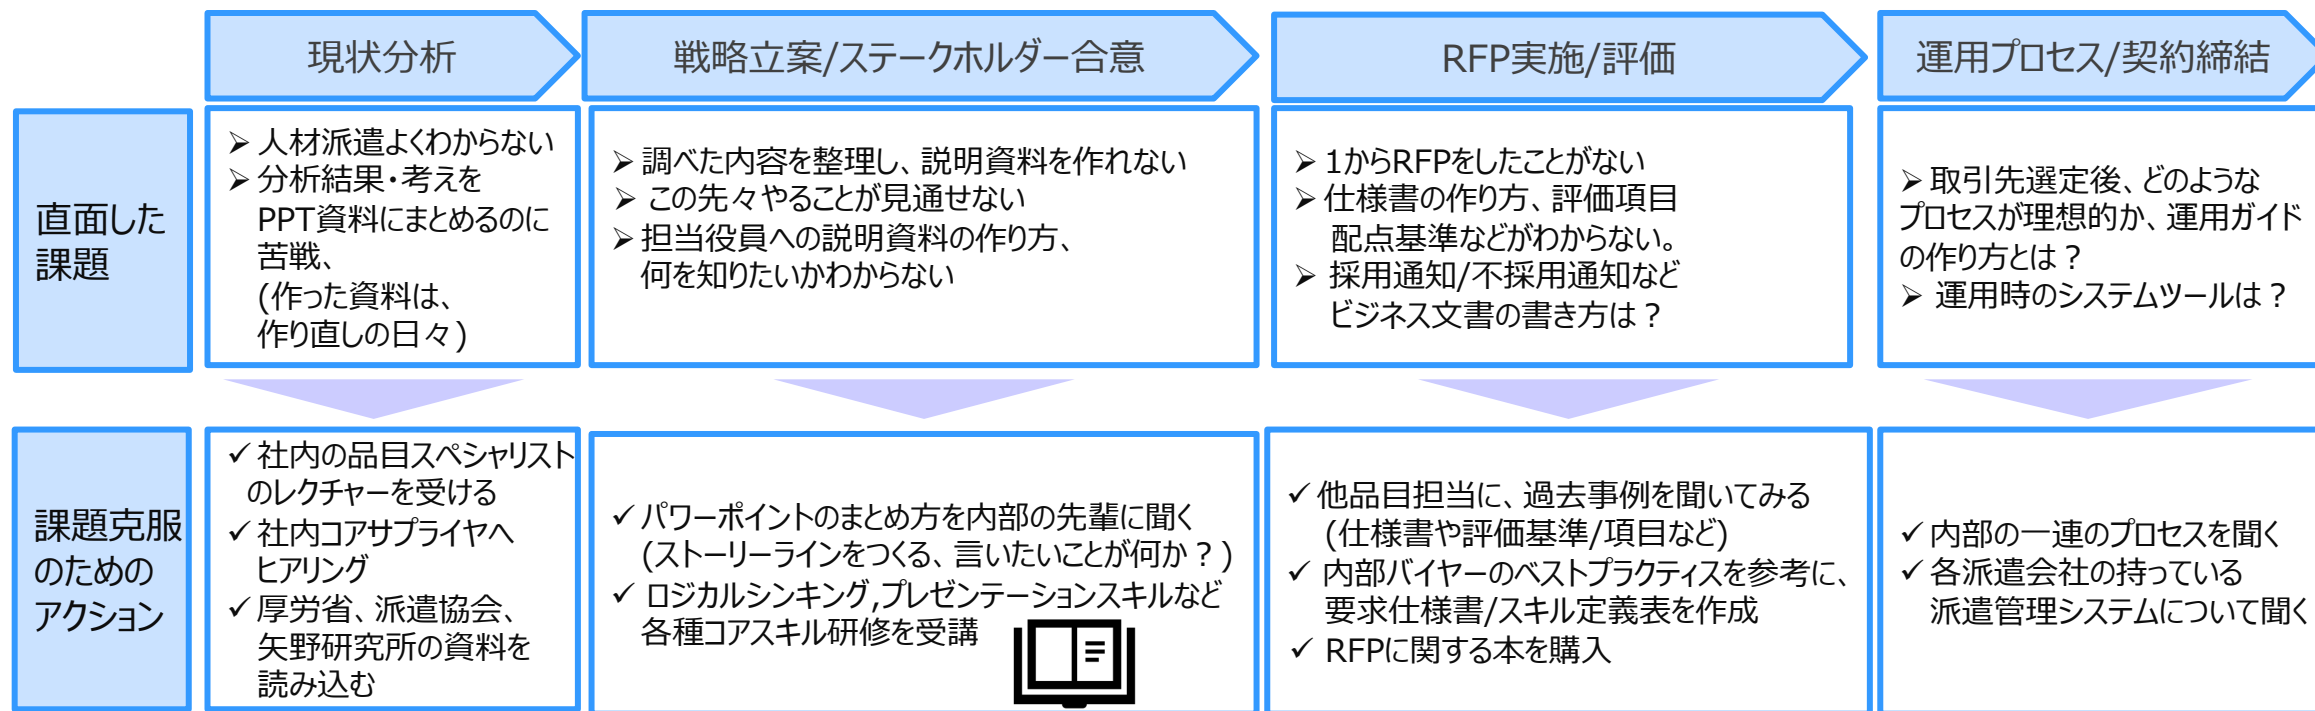 現状分析
戦略立案/ステークホルダー合意
RFP実施/評価
運用プロセス/契約締結
直面した
課題
➢ 人材派遣よくわからない
➢ 分析結果・考えを
PPT資料にまとめるのに
苦戦、
(作った資料は、
作り直しの日々)
➢ 調べた内容を整理し、説明資料を作れない
➢ この先々やることが見通せない
➢ 担当役員への説明資料の作り方、
何を知りたいかわからない
➢ 1からRFPをしたことがない
➢ 仕様書の作り方、評価項目
配点基準などがわからない。
➢ 採用通知/不採用通知など
ビジネス文書の書き方は？
➢ 取引先選定後、どのような
プロセスが理想的か、運用ガイド
の作り方とは？
➢ 運用時のシステムツールは？
課題克服
のための
アクション
✓ 社内の品目スペシャリスト
のレクチャーを受ける
✓ 社内コアサプライヤへ
ヒアリング
✓ 厚労省、派遣協会、
矢野研究所の資料を
読み込む
✓ パワーポイントのまとめ方を内部の先輩に聞く
(ストーリーラインをつくる、言いたいことが何か？)
✓ ロジカルシンキング,プレゼンテーションスキルなど
各種コアスキル研修を受講
✓ 他品目担当に、過去事例を聞いてみる
(仕様書や評価基準/項目など)
✓ 内部バイヤーのベストプラクティスを参考に、
要求仕様書/スキル定義表を作成
✓ RFPに関する本を購入
✓ 内部の一連のプロセスを聞く
✓ 各派遣会社の持っている
派遣管理システムについて聞く